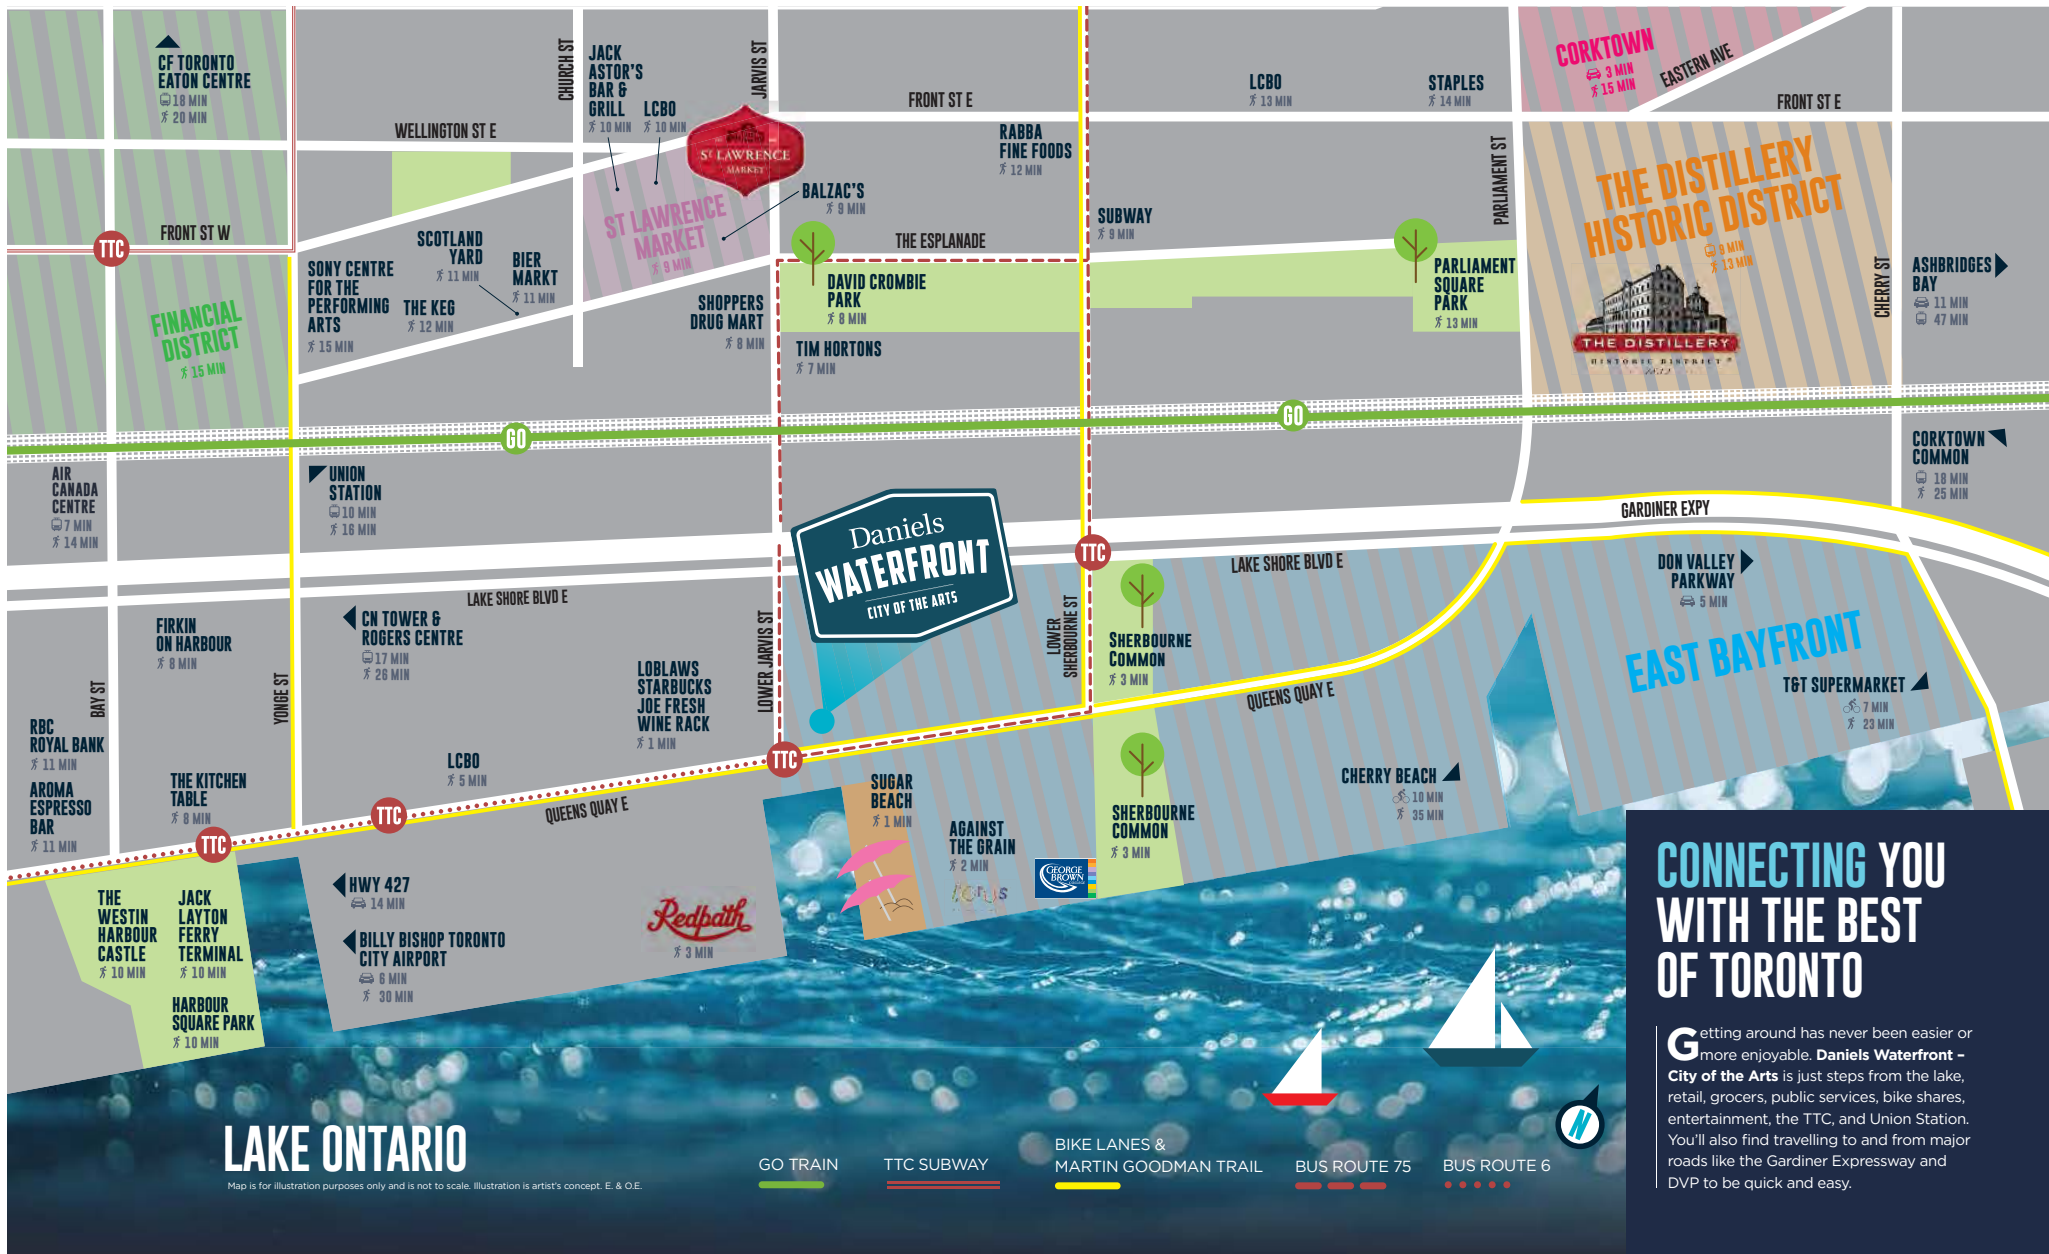 CF TORONTO
EATON CENTRE
18 MIN
20 MIN
CHURCH ST
JACK
ASTOR'S
BAR &
GRILL
10 MIN
LCBO
10 MIN
JARVIS ST
FRONT ST E
LCBO
13 MIN
STAPLES
14 MIN
CORKTOWN
3 MIN
15 MIN
EASTERN AVE
FRONT ST E
WELLINGTON ST E
ST LAWRENCE
MARKET
RABBA
FINE FOODS
12 MIN
PARLIAMENT ST
THE DISTILLERY
HISTORIC DISTRICT
8 MIN
13 MIN
THE DISTILLERY
HISTORIC DISTRICT
BALZAC'S
9 MIN
ST LAWRENCE
MARKET
9 MIN
SUBWAY
9 MIN
FRONT ST W
TTC
SCOTLAND
YARD
11 MIN
BIER
MARKT
11 MIN
THE ESPLANADE
SONY CENTRE
FOR THE
PERFORMING
ARTS
15 MIN
THE KEG
12 MIN
SHOPPERS
DRUG MART
8 MIN
DAVID CROMBIE
PARK
8 MIN
PARLIAMENT
SQUARE
PARK
13 MIN
CHERRY ST
ASHBRIDGES
BAY
11 MIN
47 MIN
FINANCIAL
DISTRICT
15 MIN
TIM HORTONS
7 MIN
GO
GO
CORKTOWN
COMMON
18 MIN
25 MIN
AIR
CANADA
CENTRE
7 MIN
14 MIN
UNION
STATION
10 MIN
16 MIN
Daniels
WATERFRONT
CITY OF THE ARTS
GARDINER EXPY
TTC
LAKE SHORE BLVD E
DON VALLEY
PARKWAY
5 MIN
LAKE SHORE BLVD E
FIRKIN
ON HARBOUR
8 MIN
CN TOWER &
ROGERS CENTRE
17 MIN
26 MIN
LOWER JARVIS ST
LOWER
SHERBOURNE ST
SHERBOURNE
COMMON
3 MIN
EAST BAYFRONT
BAY ST
YONGE ST
LOBLAWS
STARBUCKS
JOE FRESH
WINE RACK
1 MIN
QUEENS QUAY E
T&T SUPERMARKET
7 MIN
23 MIN
RBC
ROYAL BANK
11 MIN
AROMA
ESPRESSO
BAR
11 MIN
THE KITCHEN
TABLE
8 MIN
LCBO
5 MIN
TTC
TTC
TTC
QUEENS QUAY E
SUGAR
BEACH
1 MIN
AGAINST
THE GRAIN
2 MIN
GEORGE
BROWN
SHERBOURNE
COMMON
3 MIN
CHERRY BEACH
10 MIN
35 MIN
THE
WESTIN
HARBOUR
CASTLE
10 MIN
JACK
LAYTON
FERRY
TERMINAL
10 MIN
HARBOUR
SQUARE PARK
10 MIN
HWY 427
14 MIN
BILLY BISHOP TORONTO
CITY AIRPORT
6 MIN
30 MIN
Redpath
3 MIN
CONNECTING YOU
WITH THE BEST
OF TORONTO
Getting around has never been easier or
more enjoyable. Daniels Waterfront –
City of the Arts is just steps from the lake,
retail, grocers, public services, bike shares,
entertainment, the TTC, and Union Station.
You'll also find travelling to and from major
roads like the Gardiner Expressway and
DVP to be quick and easy.
N
LAKE ONTARIO
Map is for illustration purposes only and is not to scale. Illustration is artist's concept. E. & O.E.
GO TRAIN
TTC SUBWAY
BIKE LANES &
MARTIN GOODMAN TRAIL
BUS ROUTE 75
BUS ROUTE 6